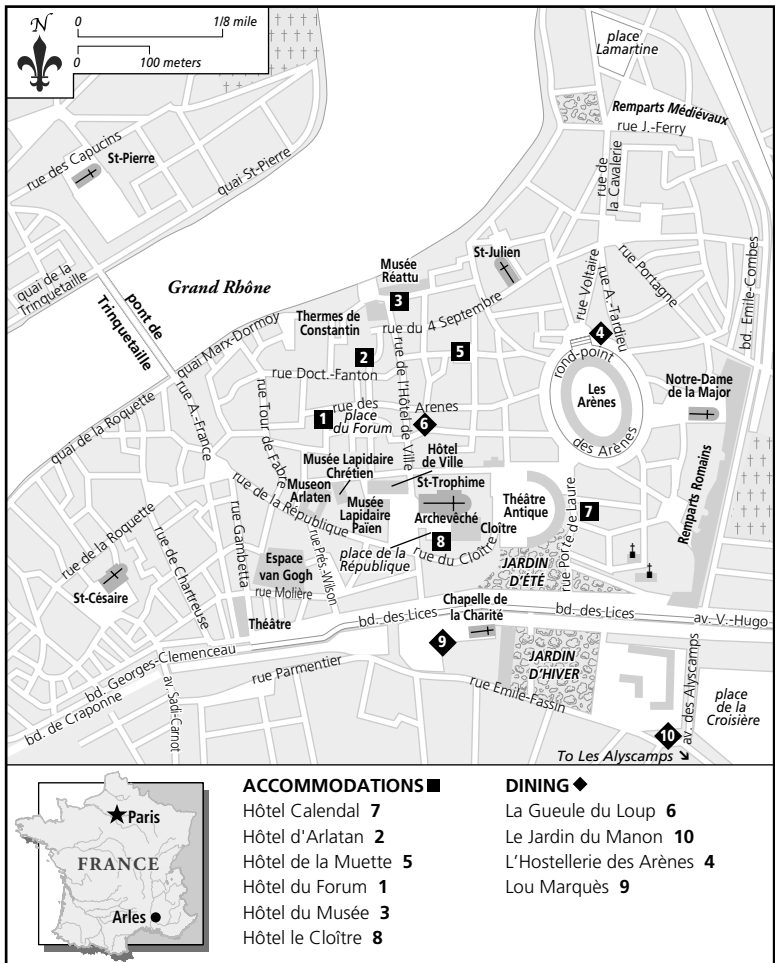 N
0 1/8 mile
0 100 meters
place
Lamartine
Remparts Médiévaux
rue J.-Ferry
rue des Capucins
St-Pierre
quai St-Pierre
rue de
la Cavalerie
quai de la
Trinquetaille
pont de
Trinquetaille
Grand Rhône
Musée
Réattu
3
St-Julien
rue Voltaire
rue A.-Tardieu
rue Portagne
bd. Emile-Combes
Thermes de
Constantin
rue du 4 Septembre
quai Marx-Dormoy
2
5
4
rue Doct.-Fanton
rue de l'Hôtel de Ville
rond-point
des Arènes
Les
Arènes
Notre-Dame
de la Major
quai de la Roquette
rue A.-France
rue Tour de Fabre
rue des Arenes
1
place
du Forum
6
Musée Lapidaire
Chrétien
Hôtel
de Ville
Museon
Arlaten
St-Trophime
Musée
Lapidaire
Païen
Archevêché
Cloître
Théâtre
Antique
7
rue Porte de Laure
Remparts Romains
rue de la République
8
place de la
République
rue du Cloître
JARDIN
D'ÉTÉ
rue de la Roquette
rue de Chartreuse
rue Gambetta
Espace
van Gogh
rue Prés.-Wilson
rue Molière
St-Césaire
Théâtre
bd. des Lices
Chapelle de
la Charité
bd. des Lices
av. V.-Hugo
9
JARDIN
D'HIVER
bd. Georges-Clemenceau
bd. de Craponne
av. Sadi-Carnot
rue Parmentier
rue Emile-Fassin
av. des Alyscamps
place
de la
Croisière
10
To Les Alyscamps
Paris
FRANCE
Arles
ACCOMMODATIONS
Hôtel Calendal 7
Hôtel d'Arlatan 2
Hôtel de la Muette 5
Hôtel du Forum 1
Hôtel du Musée 3
Hôtel le Cloître 8
DINING
La Gueule du Loup 6
Le Jardin du Manon 10
L'Hostellerie des Arènes 4
Lou Marquès 9